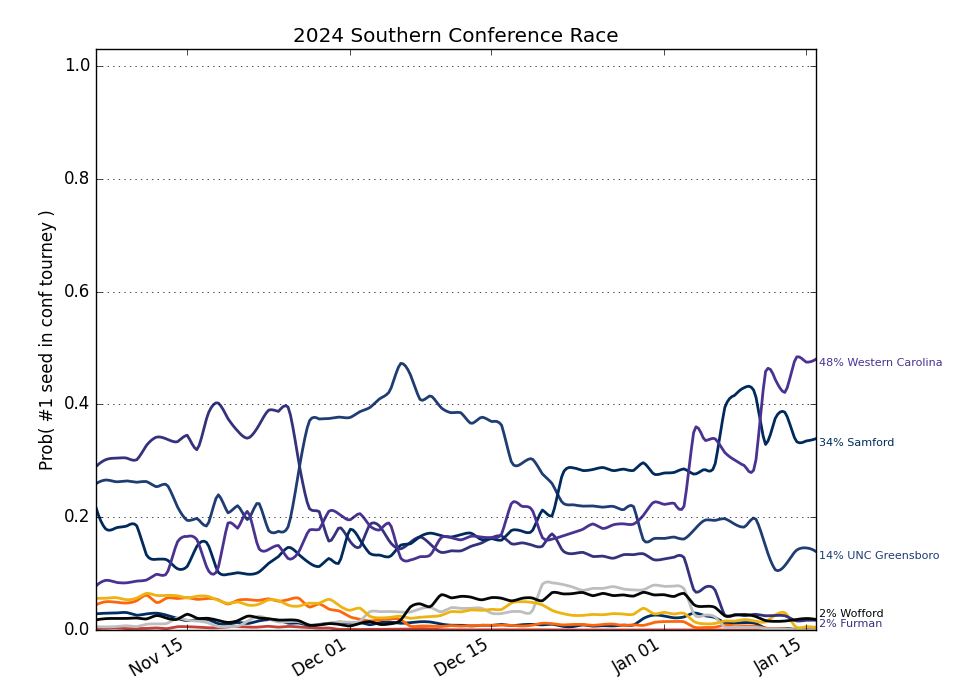 2024 Southern Conference Race
Prob( #1 seed in conf tourney )
1.0
0.8
0.6
0.4
0.2
0.0
48% Western Carolina
34% Samford
14% UNC Greensboro
2% Wofford
2% Furman
Nov 15
Dec 01
Dec 15
Jan 01
Jan 15